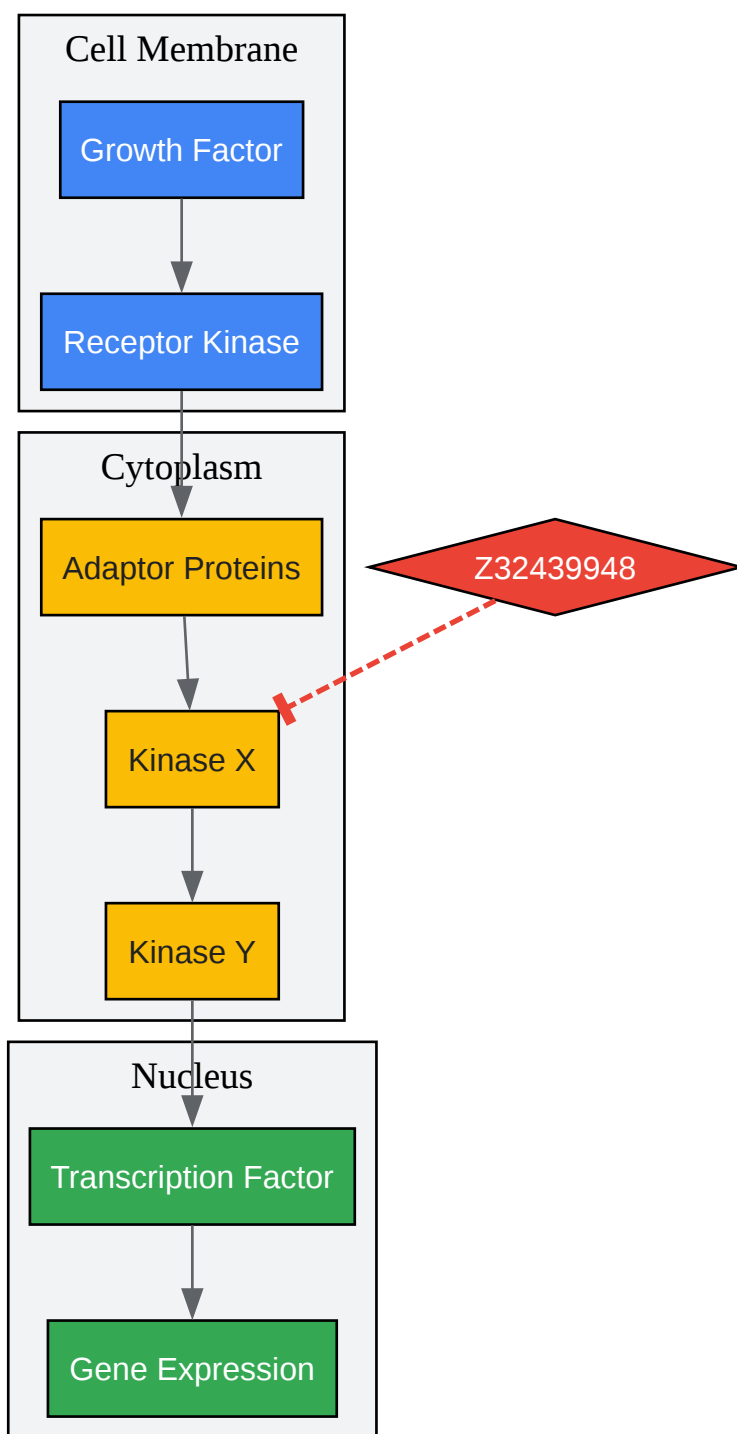 Cell Membrane
Growth Factor
Receptor Kinase
Cytoplasm
Adaptor Proteins
Z32439948
Kinase X
Kinase Y
Nucleus
Transcription Factor
Gene Expression